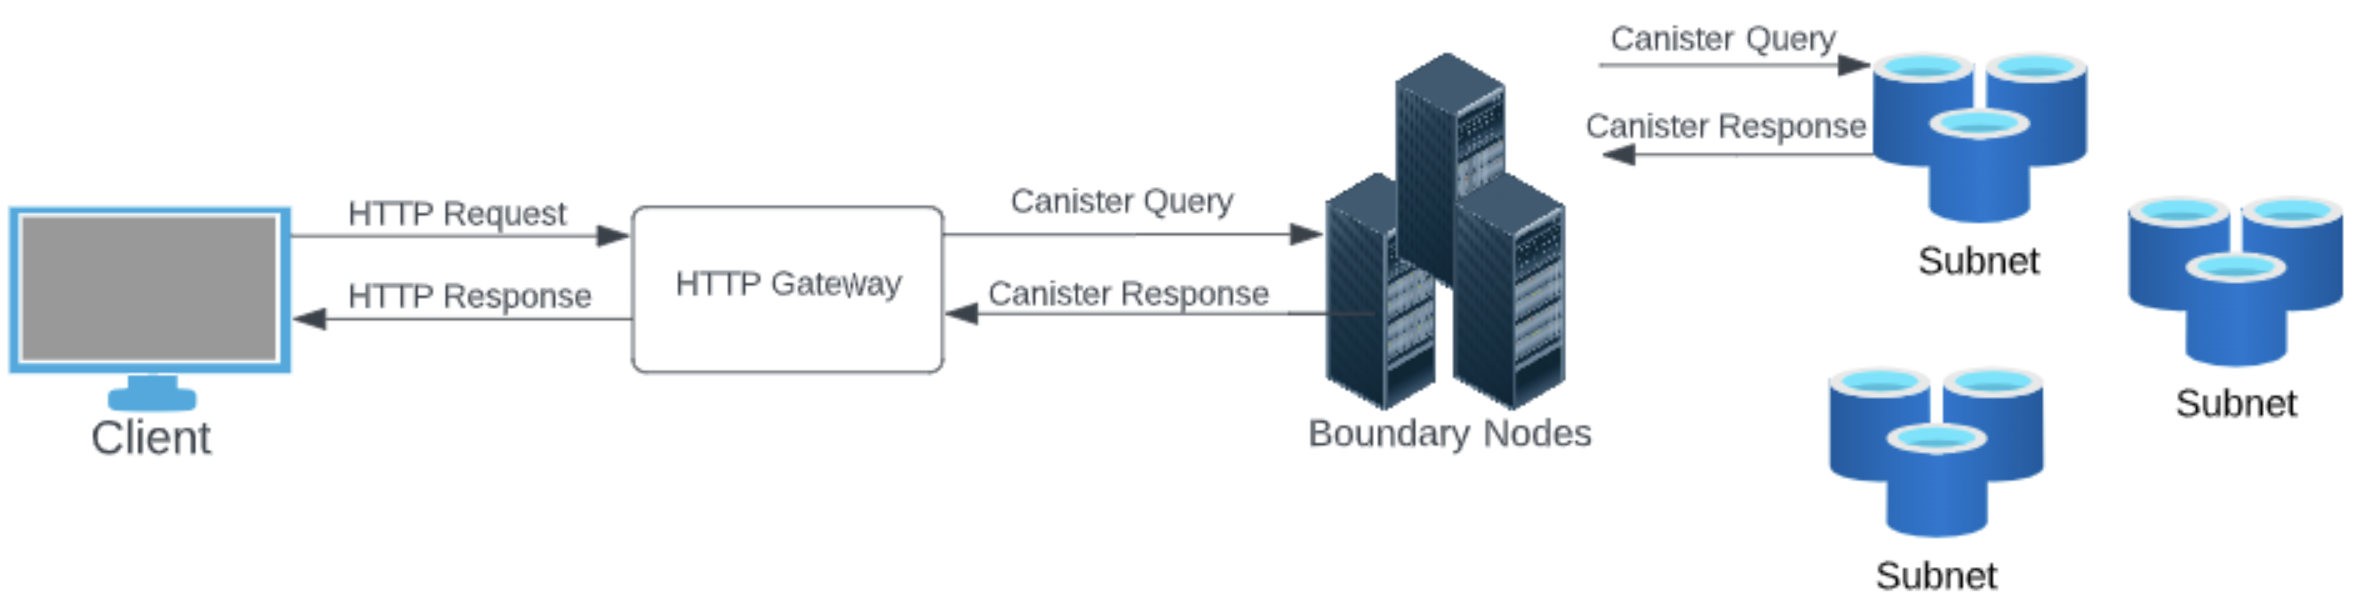 Canister Query
Canister Response
HTTP Request
Canister Query
HTTP Gateway
HTTP Response
Canister Response
Subnet
Subnet
Client
Boundary Nodes
Subnet